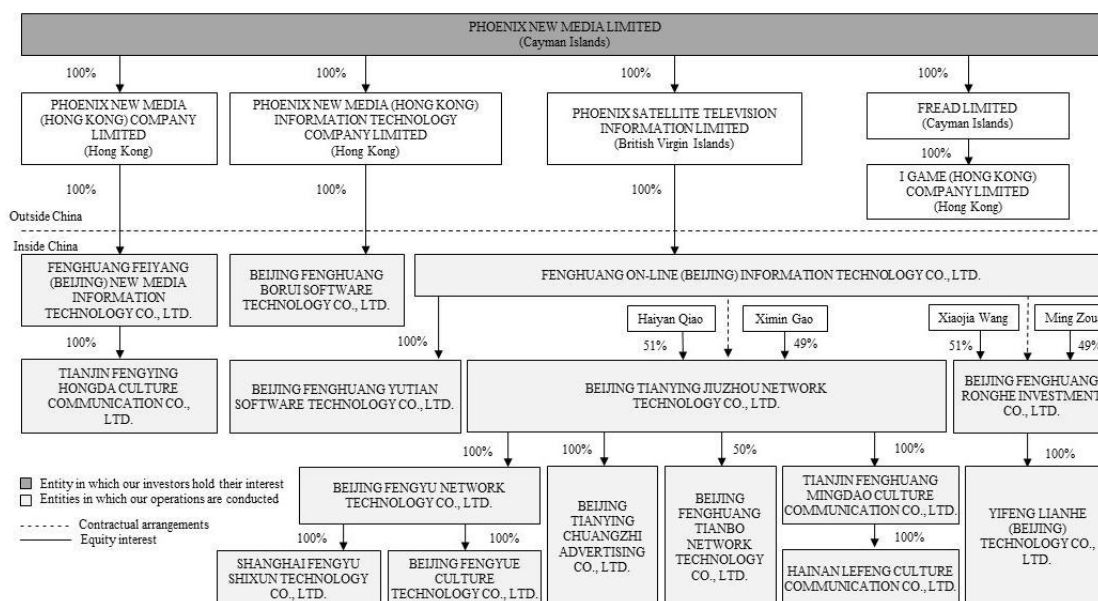 PHOENIX NEW MEDIA LIMITED
(Cayman Islands)
100%
100%
100%
100%
PHOENIX NEW MEDIA
(HONG KONG) COMPANY
LIMITED
(Hong Kong)
PHOENIX NEW MEDIA (HONG KONG)
INFORMATION TECHNOLOGY
COMPANY LIMITED
(Hong Kong)
PHOENIX SATELLITE TELEVISION
INFORMATION LIMITED
(British Virgin Islands)
FREAD LIMITED
(Cayman Islands)
100%
100%
100%
100%
I GAME (HONG KONG)
COMPANY LIMITED
(Hong Kong)
Outside China
Inside China
FENGHUANG FEIYANG
(BEIJING) NEW MEDIA
INFORMATION
TECHNOLOGY CO., LTD.
BEIJING FENGHUANG
BORUI SOFTWARE
TECHNOLOGY CO., LTD.
FENGHUANG ON-LINE (BEIJING) INFORMATION TECHNOLOGY CO., LTD.
Haiyan Qiao
Ximin Gao
Xiaojia Wang
Ming Zou
100%
100%
51%
49%
51%
49%
TIANJIN FENGYING
HONGDA CULTURE
COMMUNICATION CO.,
LTD.
BEIJING FENGHUANG YUTIAN
SOFTWARE TECHNOLOGY CO., LTD.
BEIJING TIANYING JIUZHOU NETWORK
TECHNOLOGY CO., LTD.
BEIJING FENGHUANG
RONGHE INVESTMENT
CO., LTD.
100%
100%
50%
100%
100%
Entity in which our investors hold their interest
Entities in which our operations are conducted
Contractual arrangements
Equity interest
BEIJING FENGYU NETWORK
TECHNOLOGY CO., LTD.
BEIJING
TIANYING
CHUANGZHI
ADVERTISING
CO., LTD.
BEIJING
FENGHUANG
TIANBO
NETWORK
TECHNOLOGY
CO., LTD.
TIANJIN FENGHUANG
MINGDAO CULTURE
COMMUNICATION CO., LTD.
YIFENG LIANHE
(BEIJING)
TECHNOLOGY CO.,
LTD.
100%
100%
100%
SHANGHAI FENGYU
SHIXUN TECHNOLOGY
CO., LTD.
BEIJING FENGYUE
CULTURE
TECHNOLOGY CO., LTD.
HAINAN LEFENG CULTURE
COMMUNICATION CO., LTD.